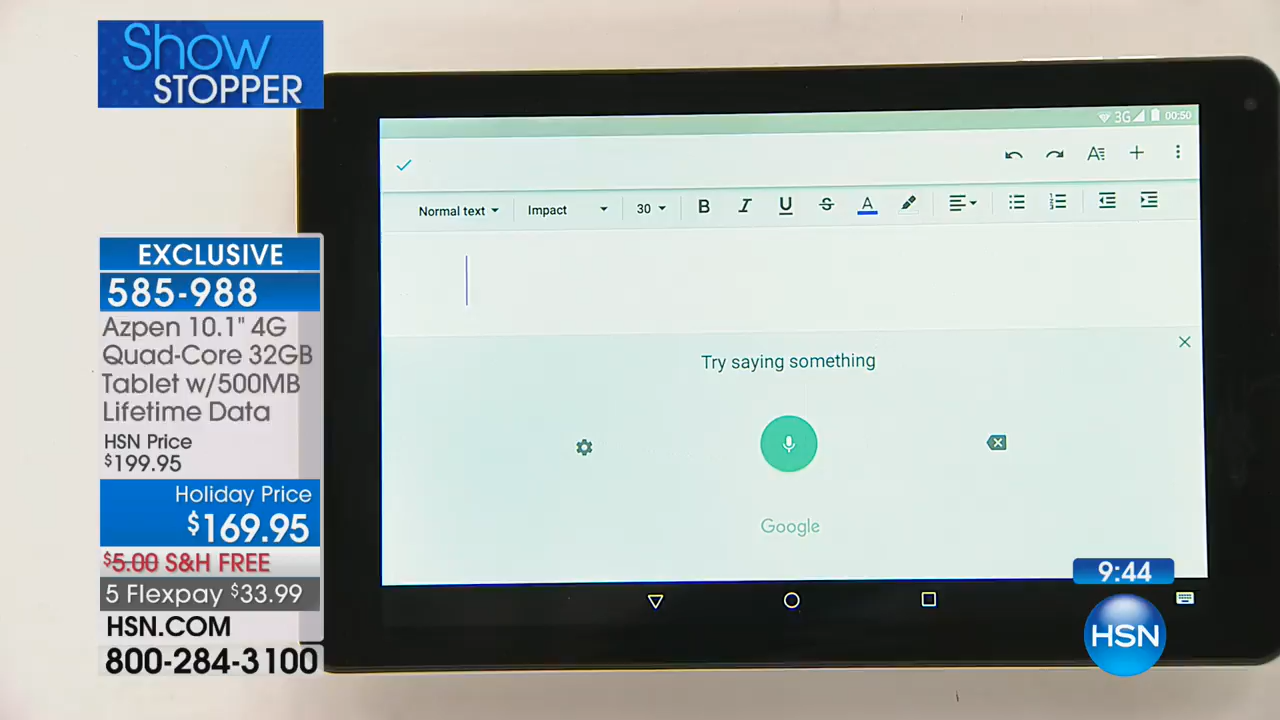 Show
STOPPER
EXCLUSIVE
585-988
Azpen 10.1" 4G
Quad-Core 32GB
Tablet w/500MB
Lifetime Data
HSN Price
$199.95
Holiday Price
$169.95
$5.00 S&H FREE
5 Flexpay $33.99
HSN.COM
800-284-3100
3G 00:50
Normal text Impact 30 B I U S A
Try saying something
Google
9:44
HSN